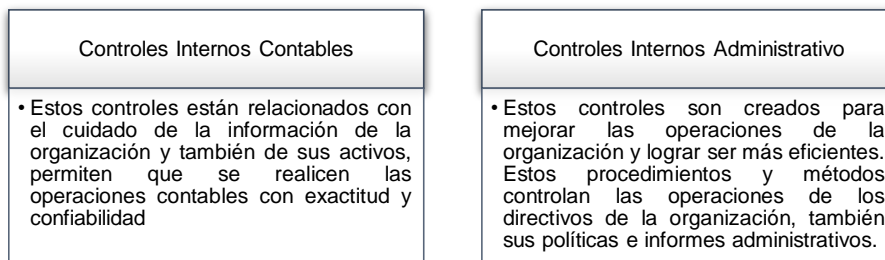 Controles Internos Contables
• Estos controles están relacionados con
el cuidado de la información de la
organización y también de sus activos,
permiten que se realicen las
operaciones contables con exactitud y
confiabilidad
Controles Internos Administrativo
• Estos controles son creados para
mejorar las operaciones de la
organización y lograr ser más eficientes.
Estos procedimientos y métodos
controlan las operaciones de los
directivos de la organización, también
sus políticas e informes administrativos.